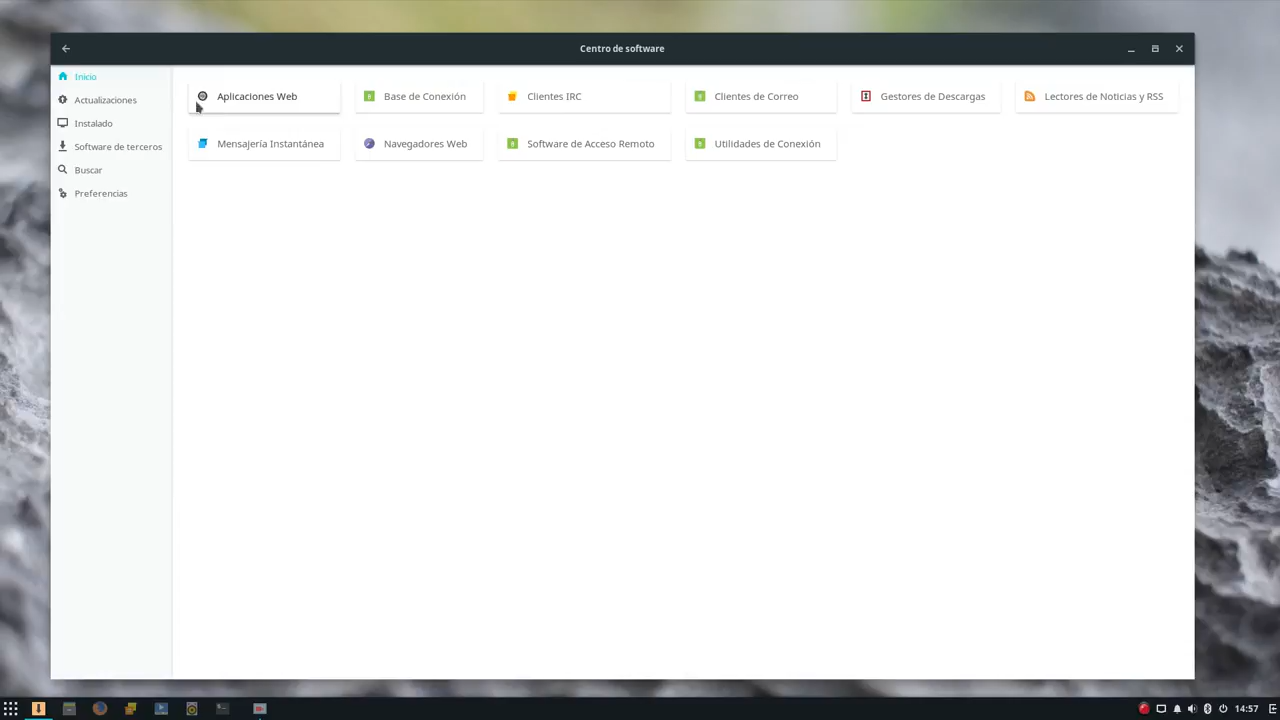 Centro de software
Inicio
Actualizaciones
Instalado
Software de terceros
Buscar
Preferencias
Aplicaciones Web
Base de Conexión
Clientes IRC
Clientes de Correo
Gestores de Descargas
Lectores de Noticias y RSS
Mensajería Instantánea
Navegadores Web
Software de Acceso Remoto
Utilidades de Conexión
14:57